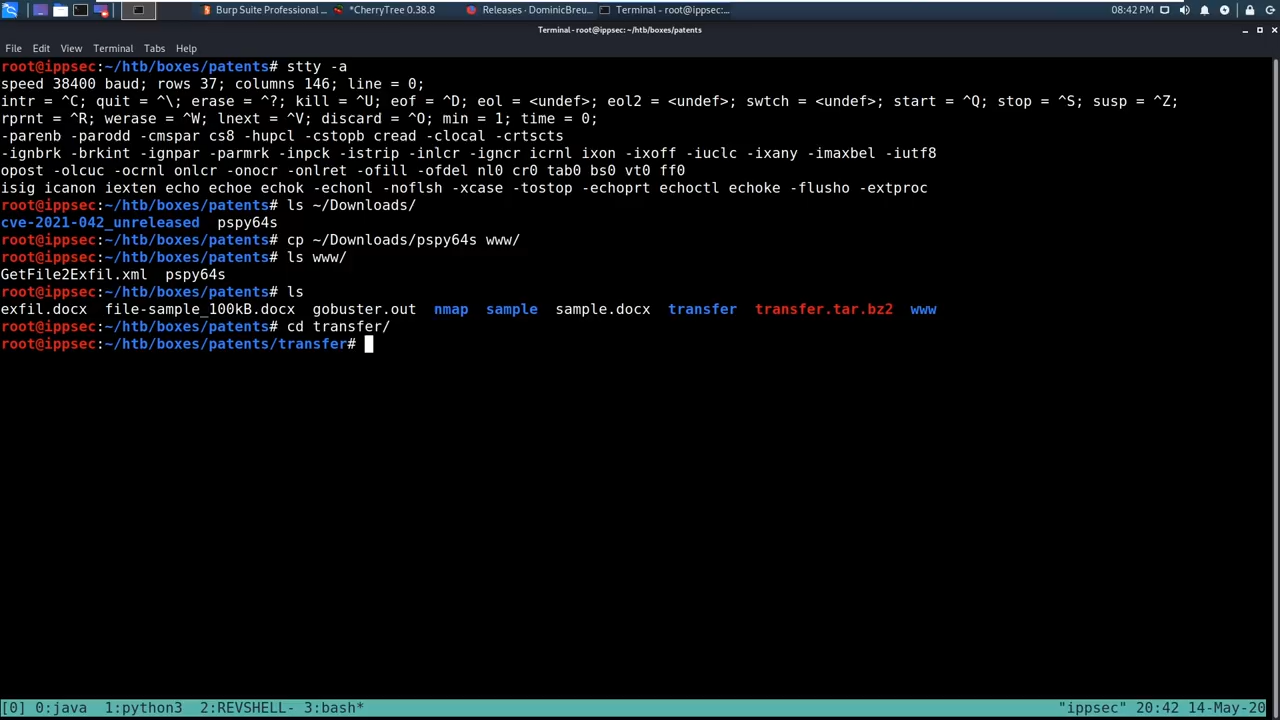 Burp Suite Professional ... *CherryTree 0.38.8 Releases · DominicBreu... Terminal - root@ippsec:... 08:42 PM
Terminal - root@ippsec:~/htb/boxes/patents
File Edit View Terminal Tabs Help
root@ippsec:~/htb/boxes/patents# stty -a
speed 38400 baud; rows 37; columns 146; line = 0;
intr = ^C; quit = ^\; erase = ^?; kill = ^U; eof = ^D; eol = <undef>; eol2 = <undef>; swtch = <undef>; start = ^Q; stop = ^S; susp = ^Z;
rprnt = ^R; werase = ^W; lnext = ^V; discard = ^O; min = 1; time = 0;
-parenb -parodd -cmspar cs8 -hupcl -cstopb cread -clocal -crtscts
-ignbrk -brkint -ignpar -parmrk -inpck -istrip -inlcr -igncr icrnl ixon -ixoff -iuclc -ixany -imaxbel -iutf8
opost -olcuc -ocrnl onlcr -onocr -onlret -ofill -ofdel nl0 cr0 tab0 bs0 vt0 ff0
isig icanon iexten echo echoe echok -echonl -noflsh -xcase -tostop -echoprt echoctl echoke -flusho -extproc
root@ippsec:~/htb/boxes/patents# ls ~/Downloads/
cve-2021-042_unreleased pspy64s
root@ippsec:~/htb/boxes/patents# cp ~/Downloads/pspy64s www/
root@ippsec:~/htb/boxes/patents# ls www/
GetFile2Exfil.xml pspy64s
root@ippsec:~/htb/boxes/patents# ls
exfil.docx file-sample_100kB.docx gobuster.out nmap sample sample.docx transfer transfer.tar.bz2 www
root@ippsec:~/htb/boxes/patents# cd transfer/
root@ippsec:~/htb/boxes/patents/transfer#
[0] 0:java 1:python3 2:REVSHELL- 3:bash* "ippsec" 20:42 14-May-20